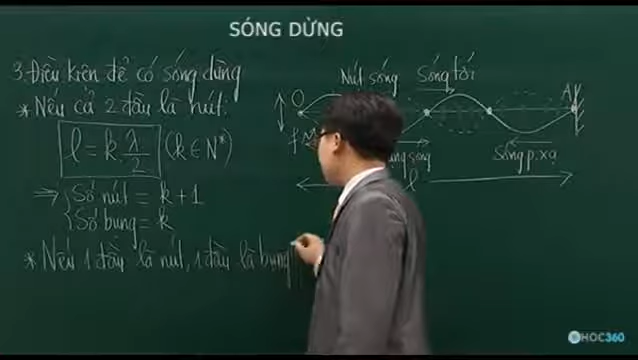 SÓNG DỪNG
3. Điều kiện để có sóng dừng
* Nếu cả 2 đầu là nút:
l = k λ/2 (k ∈ N*)
→ { Số nút = k + 1
Số bụng = k
* Nếu 1 đầu là nút, 1 đầu là bụng
Nút sóng
Sóng tới
O
A
sóng
Sóng p.xạ
l
HOC360